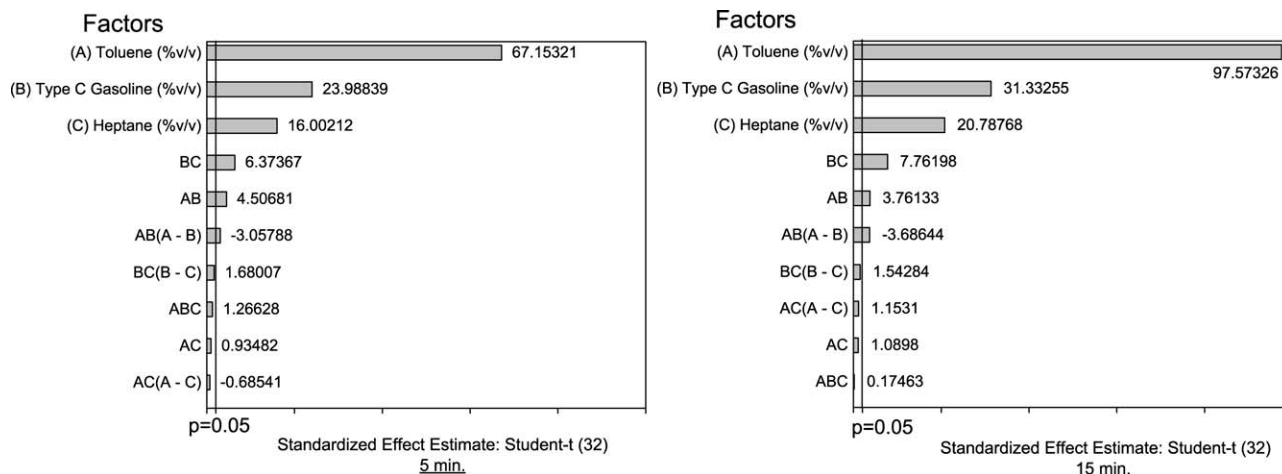 Factors
(A) Toluene (%v/v) 67.15321
(B) Type C Gasoline (%v/v) 23.98839
(C) Heptane (%v/v) 16.00212
BC 6.37367
AB 4.50681
AB(A - B) -3.05788
BC(B - C) 1.68007
ABC 1.26628
AC 0.93482
AC(A - C) -0.68541
p=0.05
Standardized Effect Estimate: Student-t (32)
5 min.
Factors
(A) Toluene (%v/v)
97.57326
(B) Type C Gasoline (%v/v) 31.33255
(C) Heptane (%v/v) 20.78768
BC 7.76198
AB 3.76133
AB(A - B) -3.68644
BC(B - C) 1.54284
AC(A - C) 1.1531
AC 1.0898
ABC 0.17463
p=0.05
Standardized Effect Estimate: Student-t (32)
15 min.